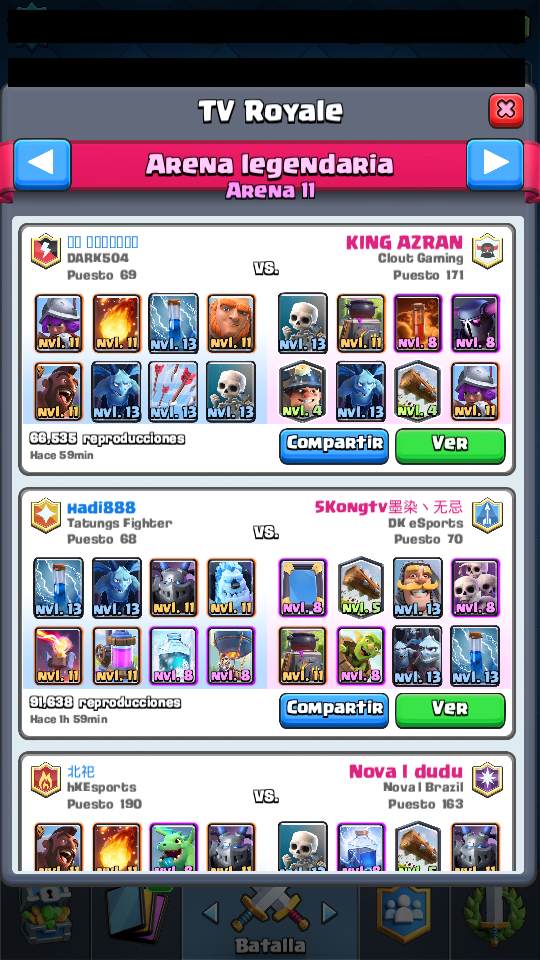 TV Royale
Arena legendaria
Arena 11
DARK504
Puesto 69
vs.
KING AZRAN
Clout Gaming
Puesto 171
Nvl. 11 Nvl. 11 Nvl. 13 Nvl. 11 Nvl. 13 Nvl. 11 Nvl. 8 Nvl. 8
Nvl. 11 Nvl. 13 Nvl. 13 Nvl. 13 Nvl. 4 Nvl. 13 Nvl. 4 Nvl. 11
66,535 reproducciones
Hace 59min
Compartir
Ver
Hadi888
Tatungs Fighter
Puesto 68
vs.
SKongtv墨染丶无忌
DK eSports
Puesto 70
Nvl. 13 Nvl. 13 Nvl. 11 Nvl. 11 Nvl. 8 Nvl. 5 Nvl. 13 Nvl. 8
Nvl. 11 Nvl. 11 Nvl. 8 Nvl. 8 Nvl. 11 Nvl. 8 Nvl. 13 Nvl. 13
91,638 reproducciones
Hace 1h 59min
Compartir
Ver
北祀
hKEsports
Puesto 190
vs.
Nova l dudu
Nova l Brazil
Puesto 163
Batalla